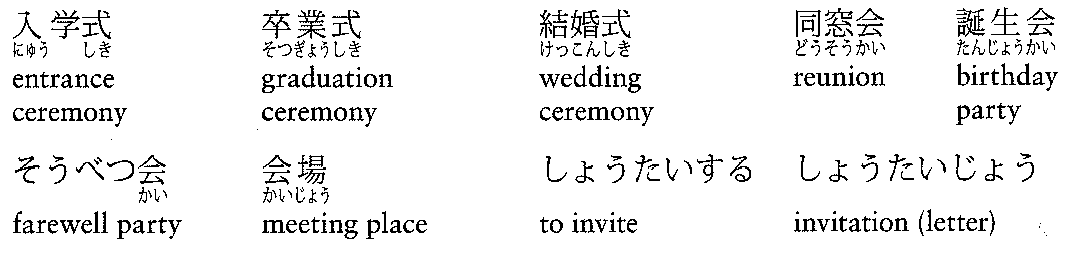 入学式 卒業式 結婚式 同窓会 誕生会
にゅう しき そつぎょうしき けっこんしき どうそうかい たんじょうかい
entrance graduation wedding reunion birthday
ceremony ceremony ceremony party
そうべつ会 会場 しょうたいする しょうたいじょう
かい かいじょう
farewell party meeting place to invite invitation (letter)